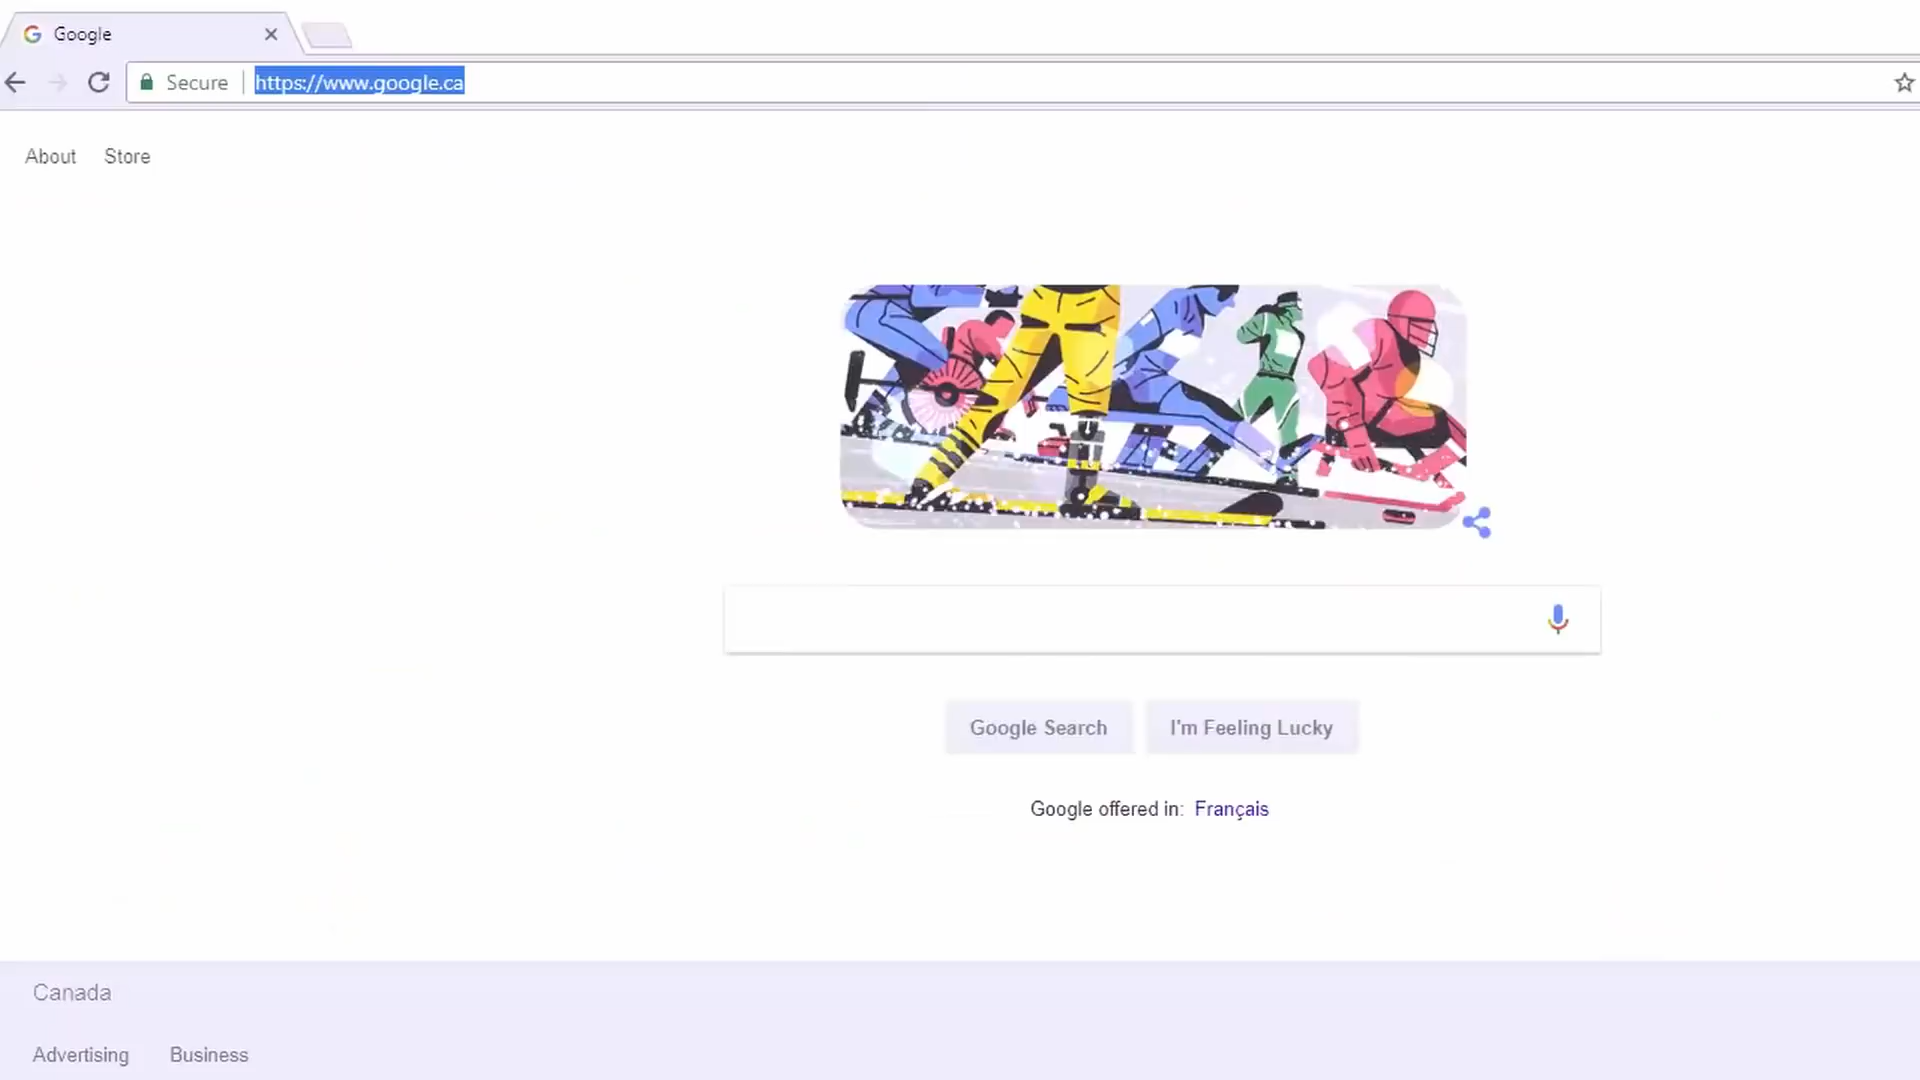 Google
Secure https://www.google.ca
About Store
Google Search I'm Feeling Lucky
Google offered in: Français
Canada
Advertising Business